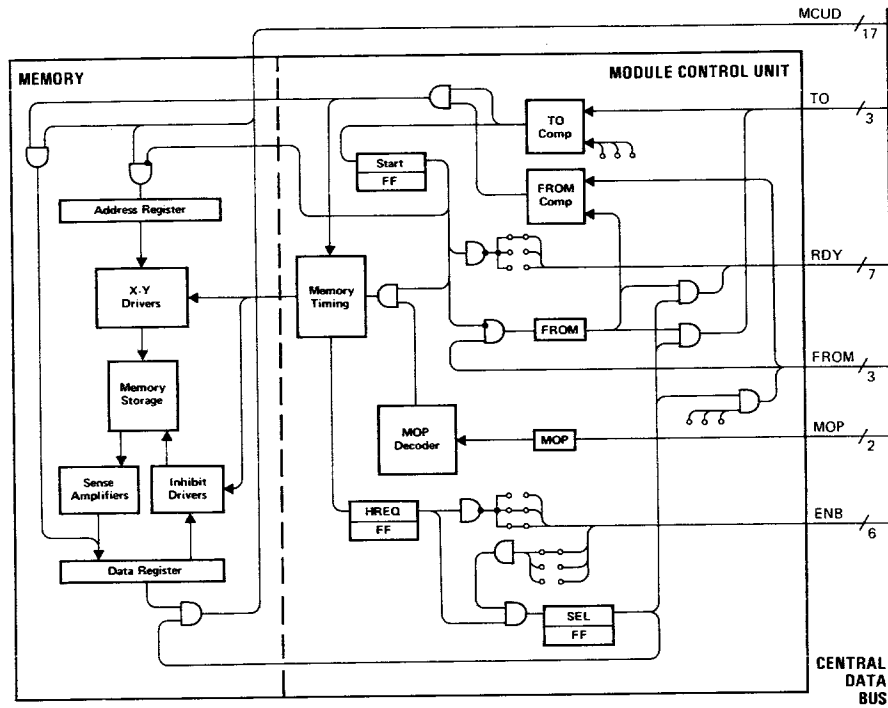 MCUD
17
MEMORY
MODULE CONTROL UNIT
TO
3
TO
Comp
Start
FF
FROM
Comp
Address Register
RDY
7
X-Y
Drivers
Memory
Timing
FROM
FROM
3
Memory
Storage
MOP
Decoder
MOP
MOP
2
Sense
Amplifiers
Inhibit
Drivers
HREQ
FF
ENB
6
Data Register
SEL
FF
CENTRAL
DATA
BUS